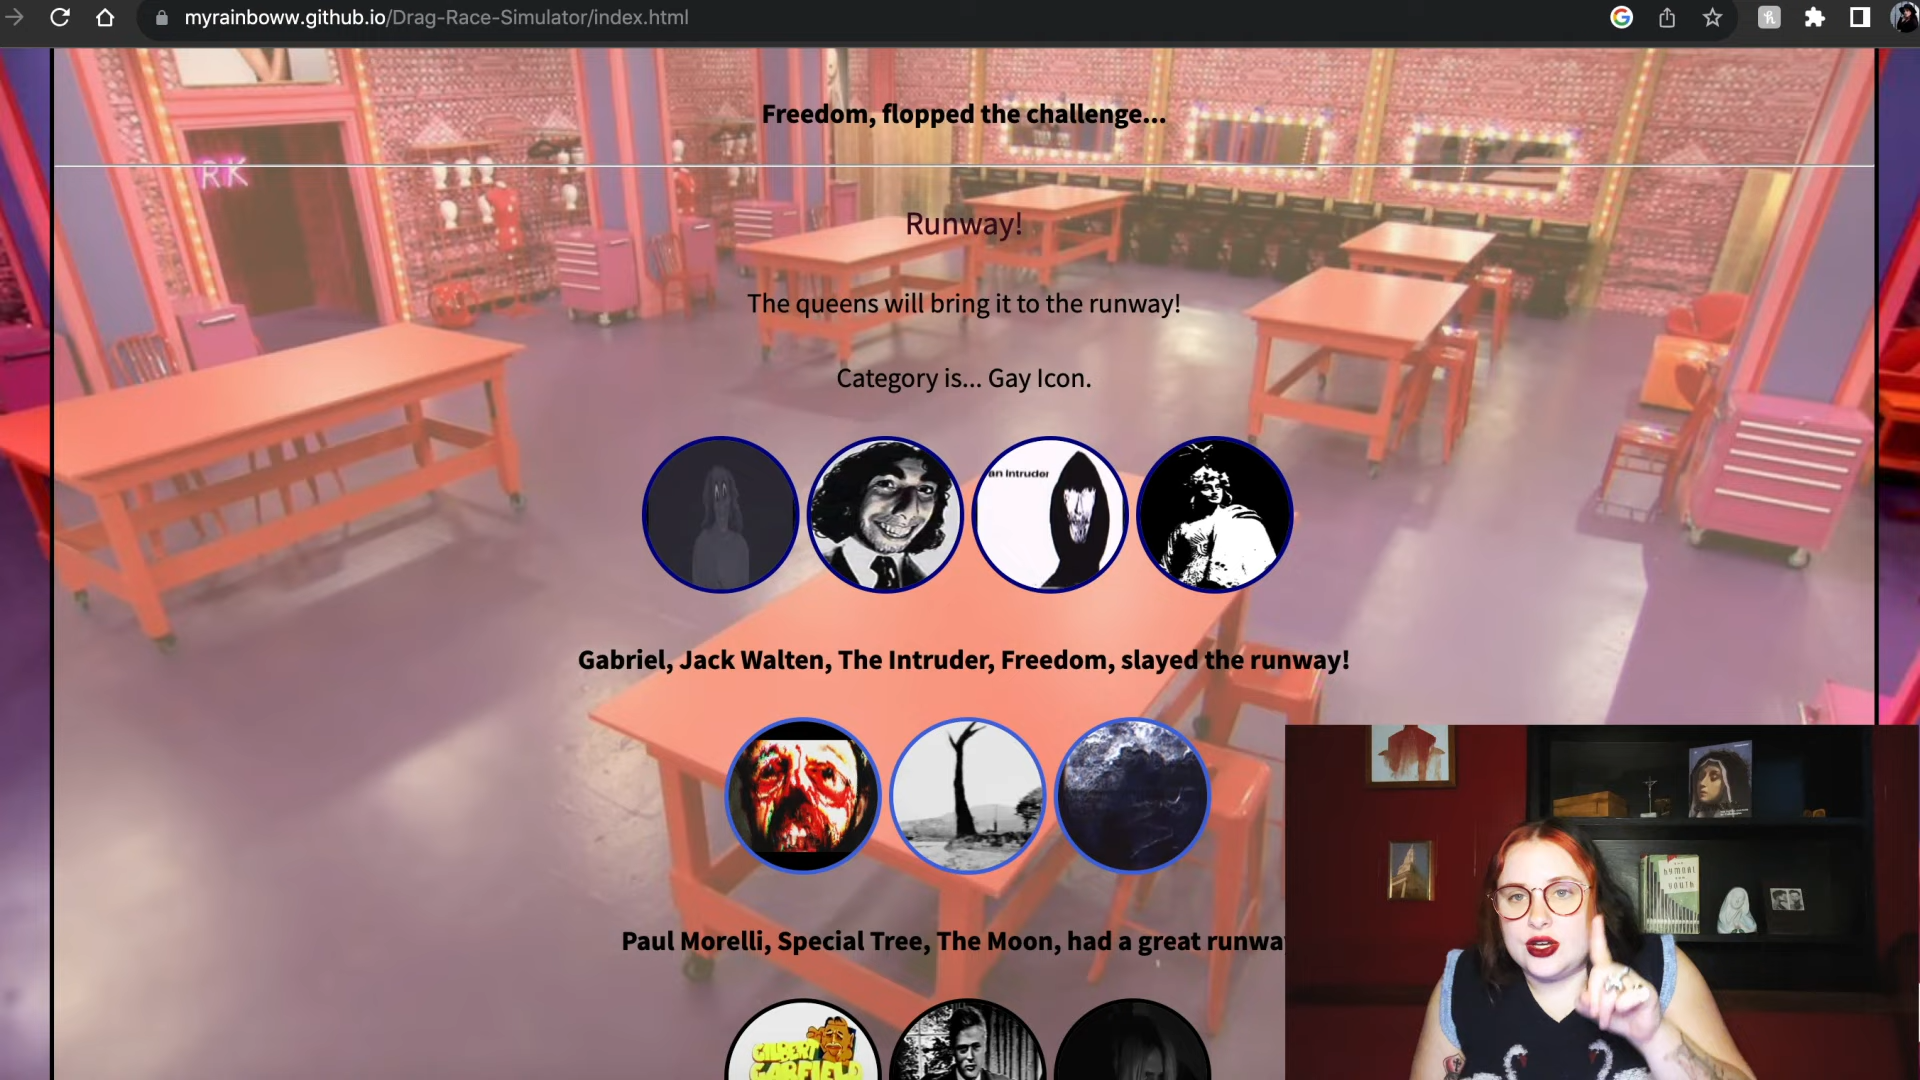 myrainboww.github.io/Drag-Race-Simulator/index.html
Freedom, flopped the challenge...
RK
Runway!
The queens will bring it to the runway!
Category is... Gay Icon.
an intruder
Gabriel, Jack Walten, The Intruder, Freedom, slayed the runway!
Paul Morelli, Special Tree, The Moon, had a great runwa
HYMNAL
YOUTH
GILBERT
GARFIELD